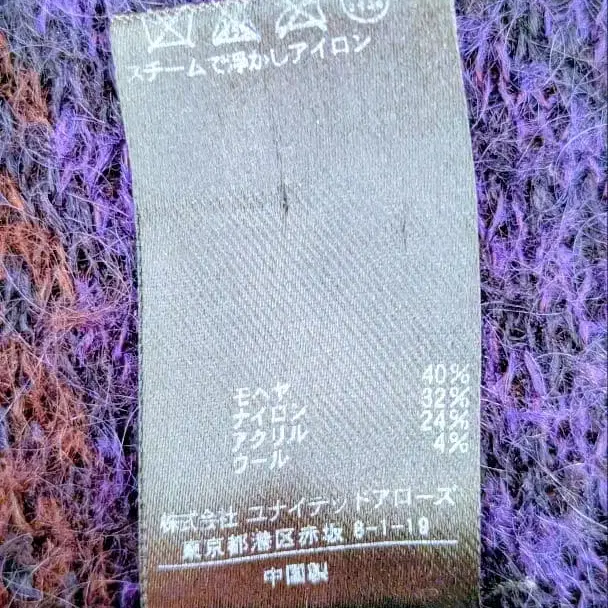 スチームで浮かしアイロン
モヘヤ 40%
ナイロン 32%
アクリル 24%
ウール 4%
株式会社 ユナイテッドアローズ
東京都港区赤坂 8-1-19
中国製